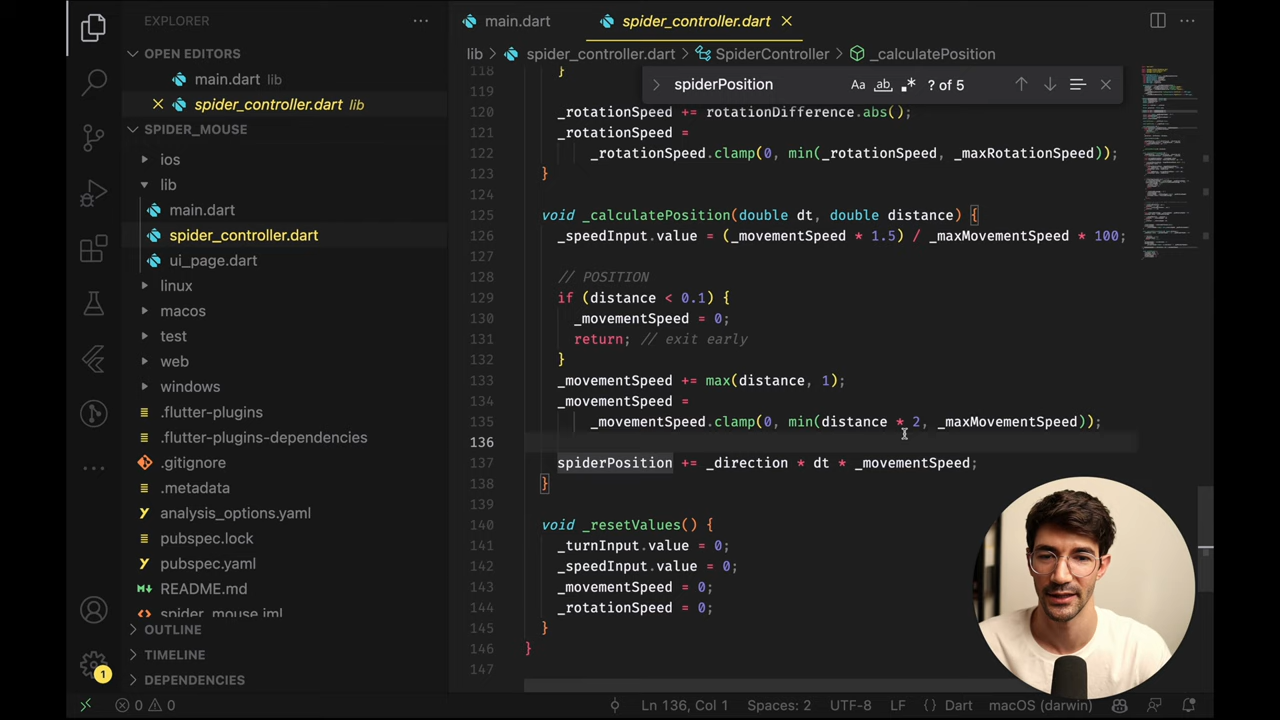 EXPLORER
OPEN EDITORS
main.dart lib
spider_controller.dart lib
SPIDER_MOUSE
ios
lib
main.dart
spider_controller.dart
ui_page.dart
linux
macos
test
web
windows
.flutter-plugins
.flutter-plugins-dependencies
.gitignore
.metadata
analysis_options.yaml
pubspec.lock
pubspec.yaml
README.md
spider_mouse.iml
OUTLINE
TIMELINE
DEPENDENCIES
1
main.dart
spider_controller.dart
lib
spider_controller.dart
SpiderController
_calculatePosition
spiderPosition
Aa
ab
? of 5
118 }
119
120 _rotationSpeed += rotationDifference.abs();
121 _rotationSpeed =
122 _rotationSpeed.clamp(0, min(_rotationSpeed, _maxRotationSpeed));
123 }
124
125 void _calculatePosition(double dt, double distance) {
126 _speedInput.value = (_movementSpeed * 1.5) / _maxMovementSpeed * 100;
127
128 // POSITION
129 if (distance < 0.1) {
130 _movementSpeed = 0;
131 return; // exit early
132 }
133 _movementSpeed += max(distance, 1);
134 _movementSpeed =
135 _movementSpeed.clamp(0, min(distance * 2, _maxMovementSpeed));
136
137 spiderPosition += _direction * dt * _movementSpeed;
138 }
139
140 void _resetValues() {
141 _turnInput.value = 0;
142 _speedInput.value = 0;
143 _movementSpeed = 0;
144 _rotationSpeed = 0;
145 }
146 }
147
0 0
Ln 136, Col 1
Spaces: 2
UTF-8
LF
{ } Dart
macOS (darwin)